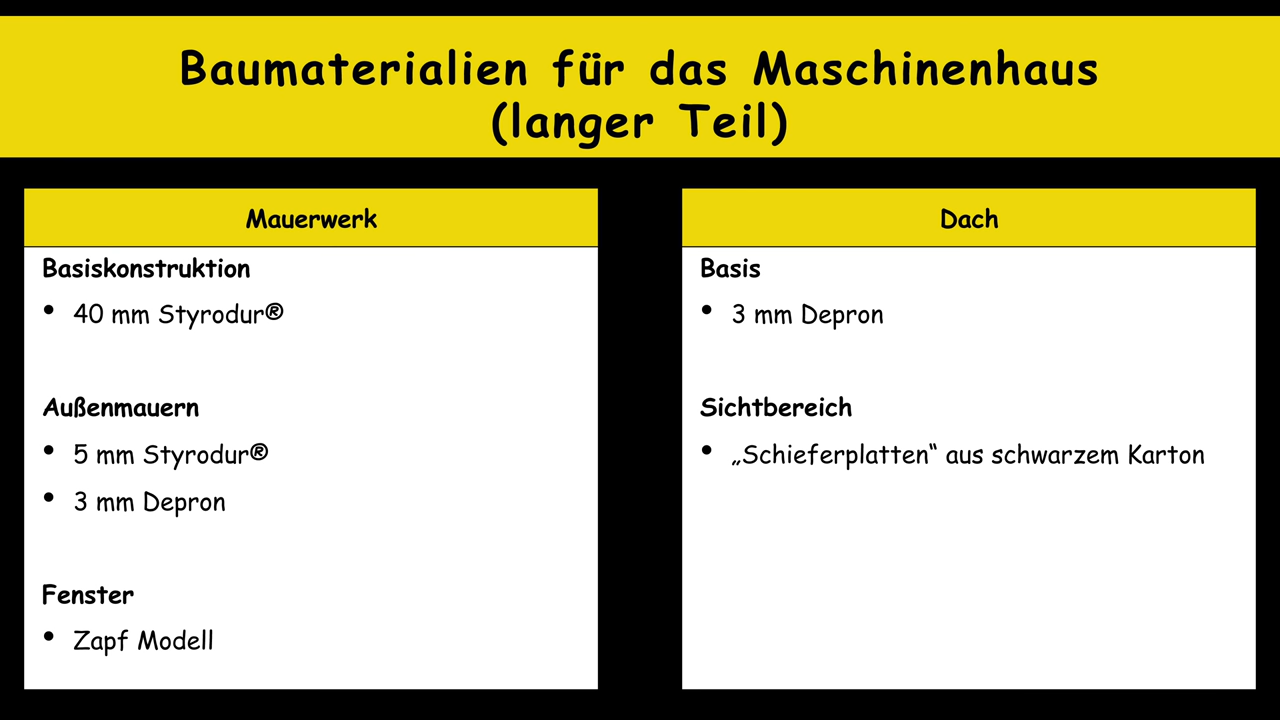 Baumaterialien für das Maschinenhaus
(langer Teil)
Mauerwerk
Basiskonstruktion
• 40 mm Styrodur®
Außenmauern
• 5 mm Styrodur®
• 3 mm Depron
Fenster
• Zapf Modell
Dach
Basis
• 3 mm Depron
Sichtbereich
• „Schieferplatten“ aus schwarzem Karton